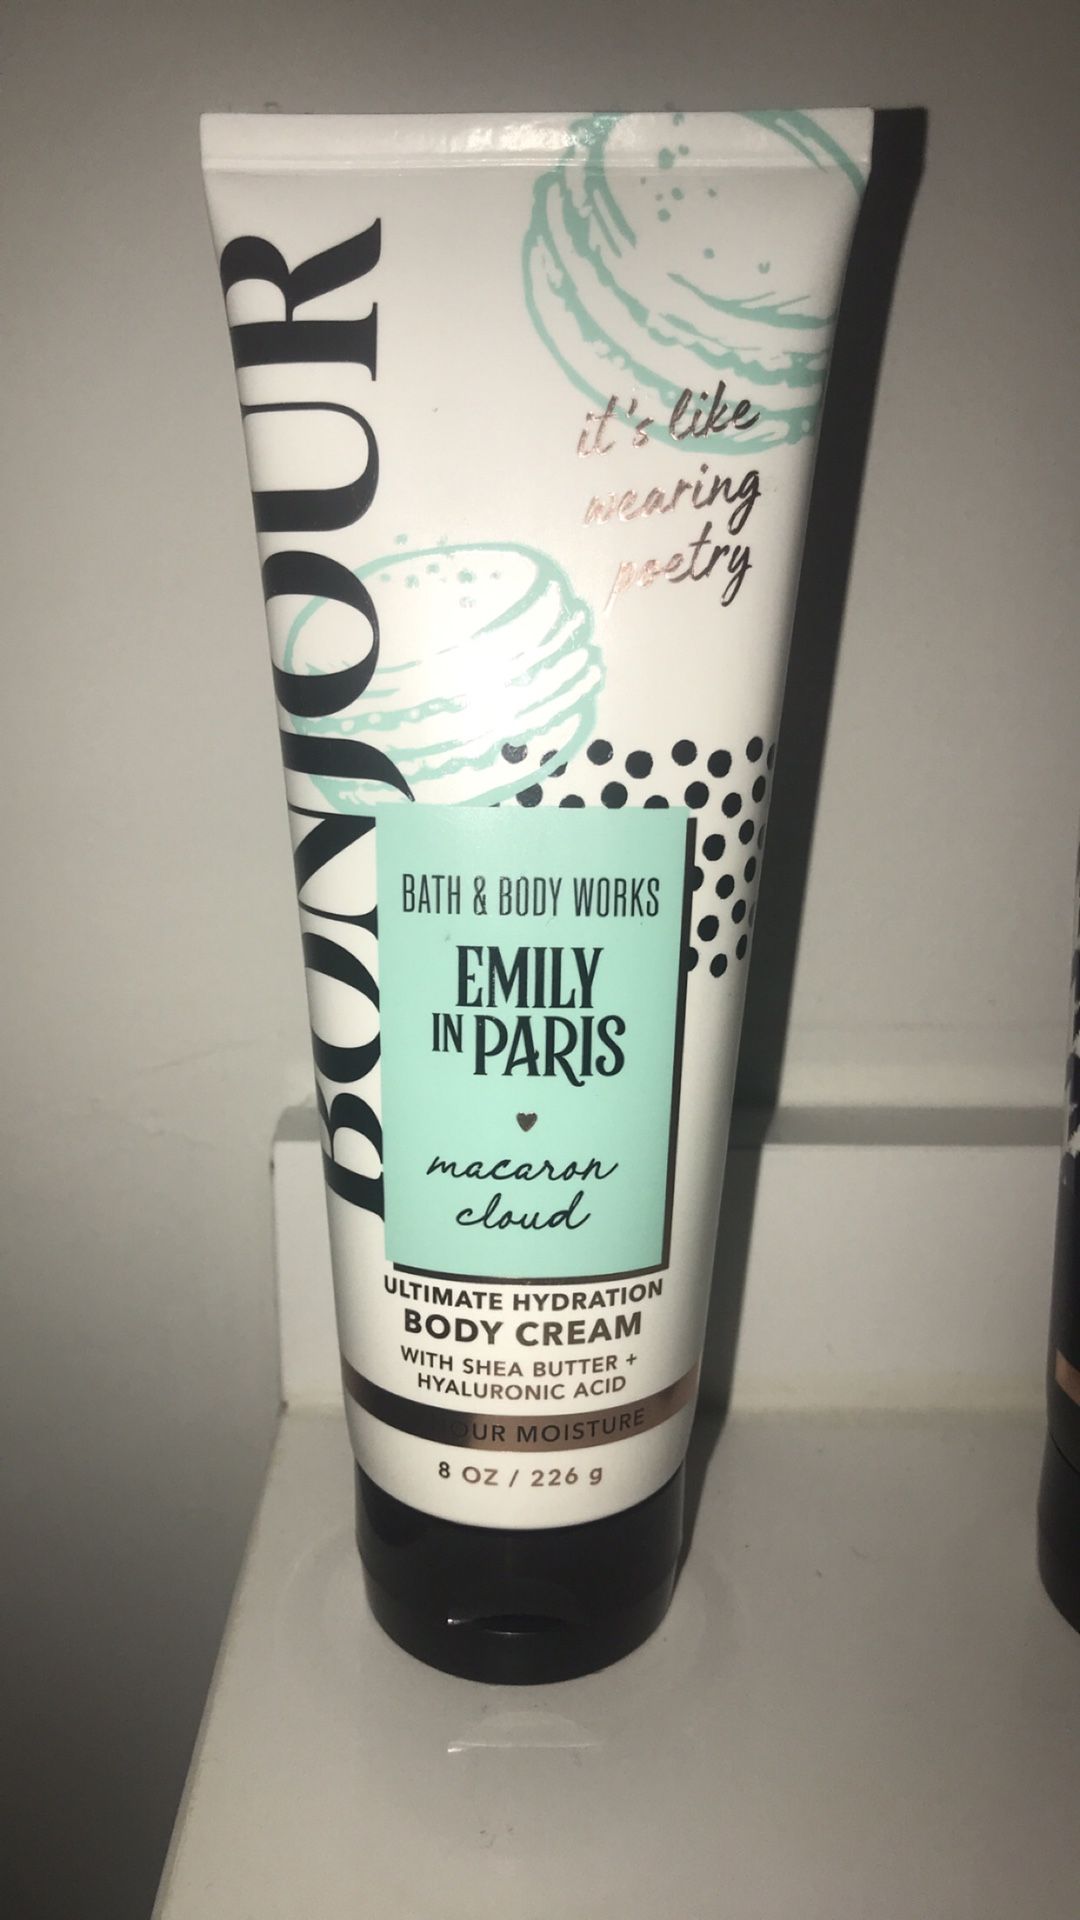 BONJOUR
it's like
wearing
poetry
BATH & BODY WORKS
EMILY
IN PARIS
macaron
cloud
ULTIMATE HYDRATION
BODY CREAM
WITH SHEA BUTTER +
HYALURONIC ACID
MOISTURE
8 OZ / 226 g